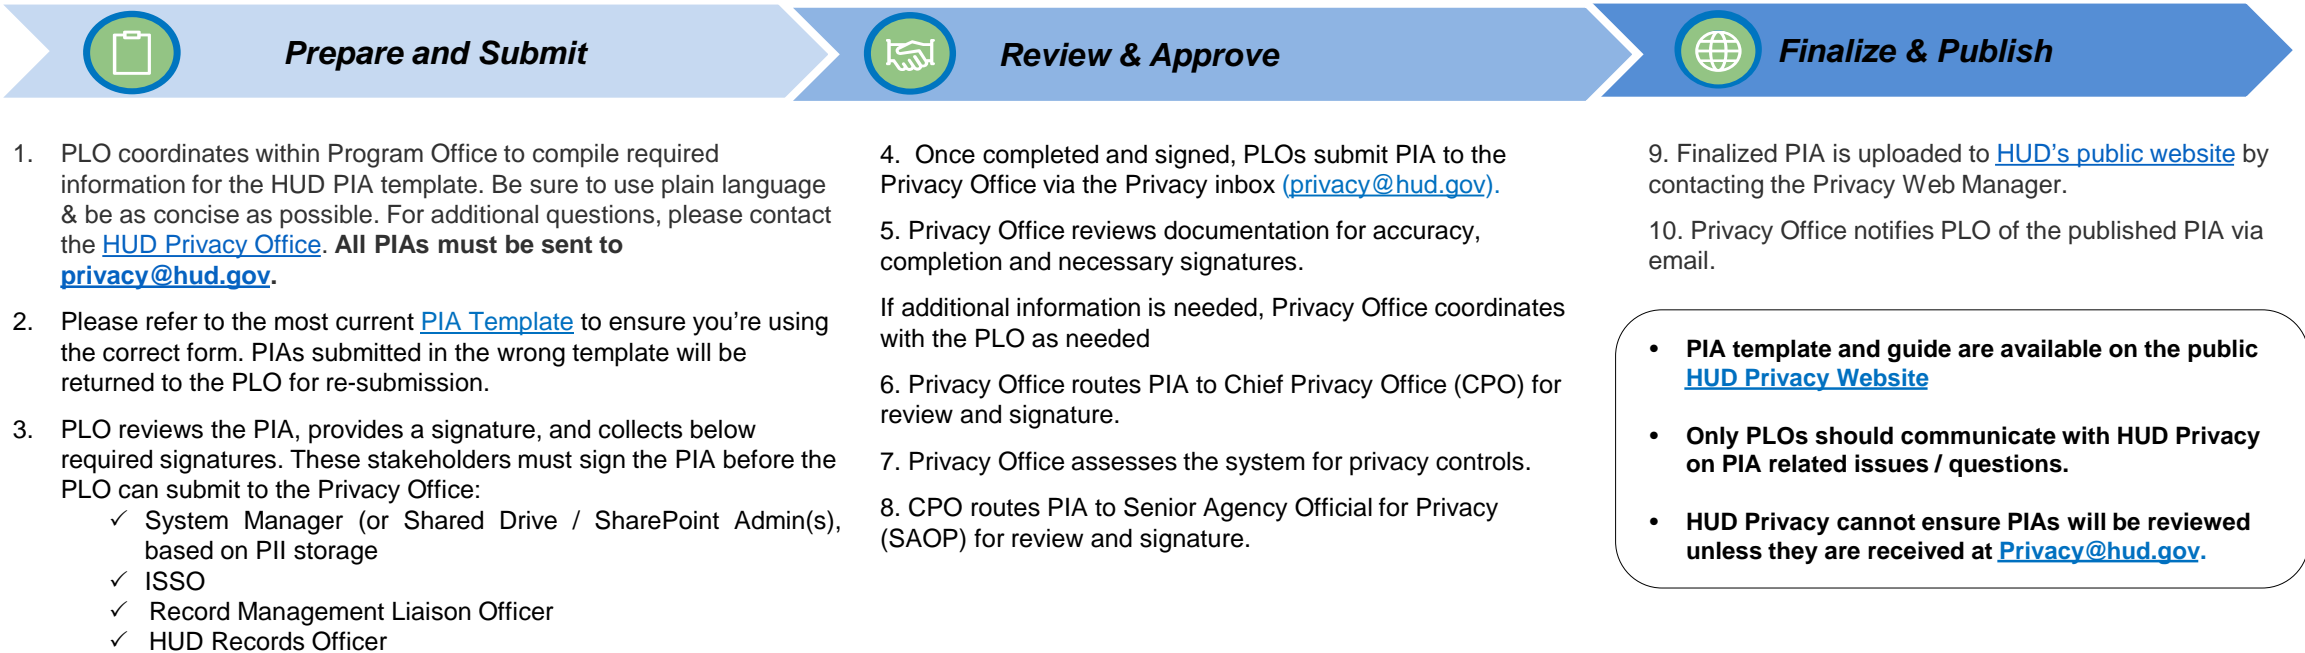 Prepare and Submit
Review & Approve
Finalize & Publish
1. PLO coordinates within Program Office to compile required
information for the HUD PIA template. Be sure to use plain language
& be as concise as possible. For additional questions, please contact
the HUD Privacy Office. All PIAs must be sent to
privacy@hud.gov.
2. Please refer to the most current PIA Template to ensure you’re using
the correct form. PIAs submitted in the wrong template will be
returned to the PLO for re-submission.
3. PLO reviews the PIA, provides a signature, and collects below
required signatures. These stakeholders must sign the PIA before the
PLO can submit to the Privacy Office:
✓ System Manager (or Shared Drive / SharePoint Admin(s),
based on PII storage
✓ ISSO
✓ Record Management Liaison Officer
✓ HUD Records Officer
4. Once completed and signed, PLOs submit PIA to the
Privacy Office via the Privacy inbox (privacy@hud.gov).
5. Privacy Office reviews documentation for accuracy,
completion and necessary signatures.
If additional information is needed, Privacy Office coordinates
with the PLO as needed
6. Privacy Office routes PIA to Chief Privacy Office (CPO) for
review and signature.
7. Privacy Office assesses the system for privacy controls.
8. CPO routes PIA to Senior Agency Official for Privacy
(SAOP) for review and signature.
9. Finalized PIA is uploaded to HUD’s public website by
contacting the Privacy Web Manager.
10. Privacy Office notifies PLO of the published PIA via
email.
• PIA template and guide are available on the public
HUD Privacy Website
• Only PLOs should communicate with HUD Privacy
on PIA related issues / questions.
• HUD Privacy cannot ensure PIAs will be reviewed
unless they are received at Privacy@hud.gov.